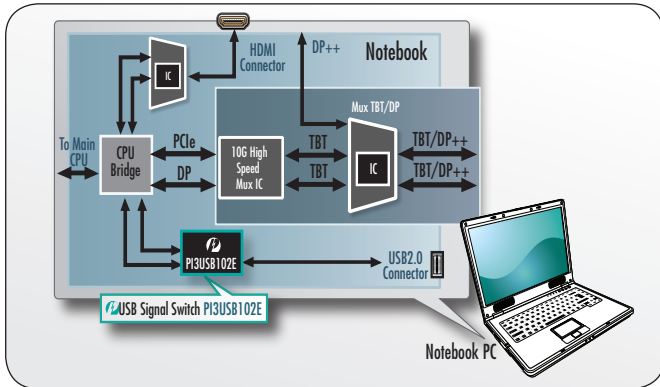 HDMI
Connector
DP++
Notebook
IC
Mux TBT/DP
To Main
CPU
CPU
Bridge
PCIe
DP
10G High
Speed
Mux IC
TBT
TBT
IC
TBT/DP++
TBT/DP++
PI3USB102E
USB2.0
Connector
USB Signal Switch PI3USB102E
Notebook PC